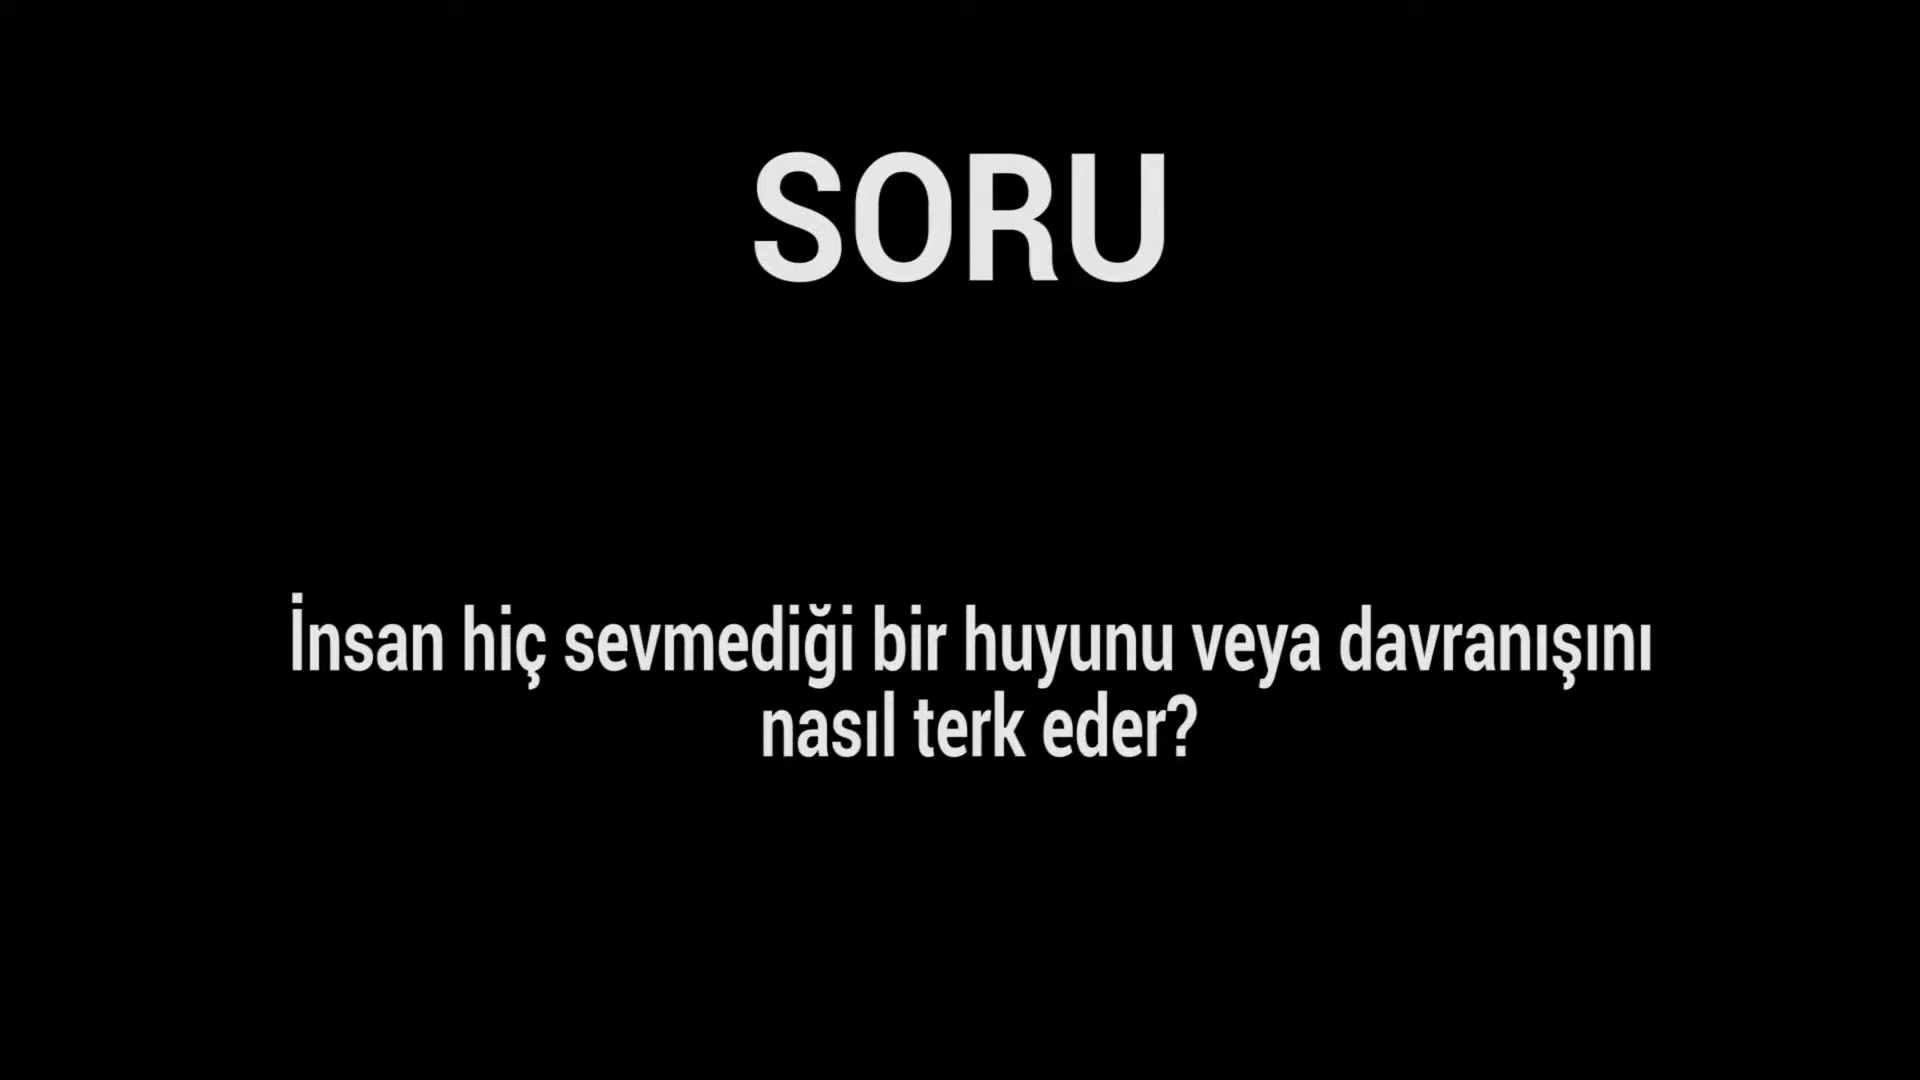 SORU
İnsan hiç sevmediği bir huyunu veya davranışını
nasıl terk eder?